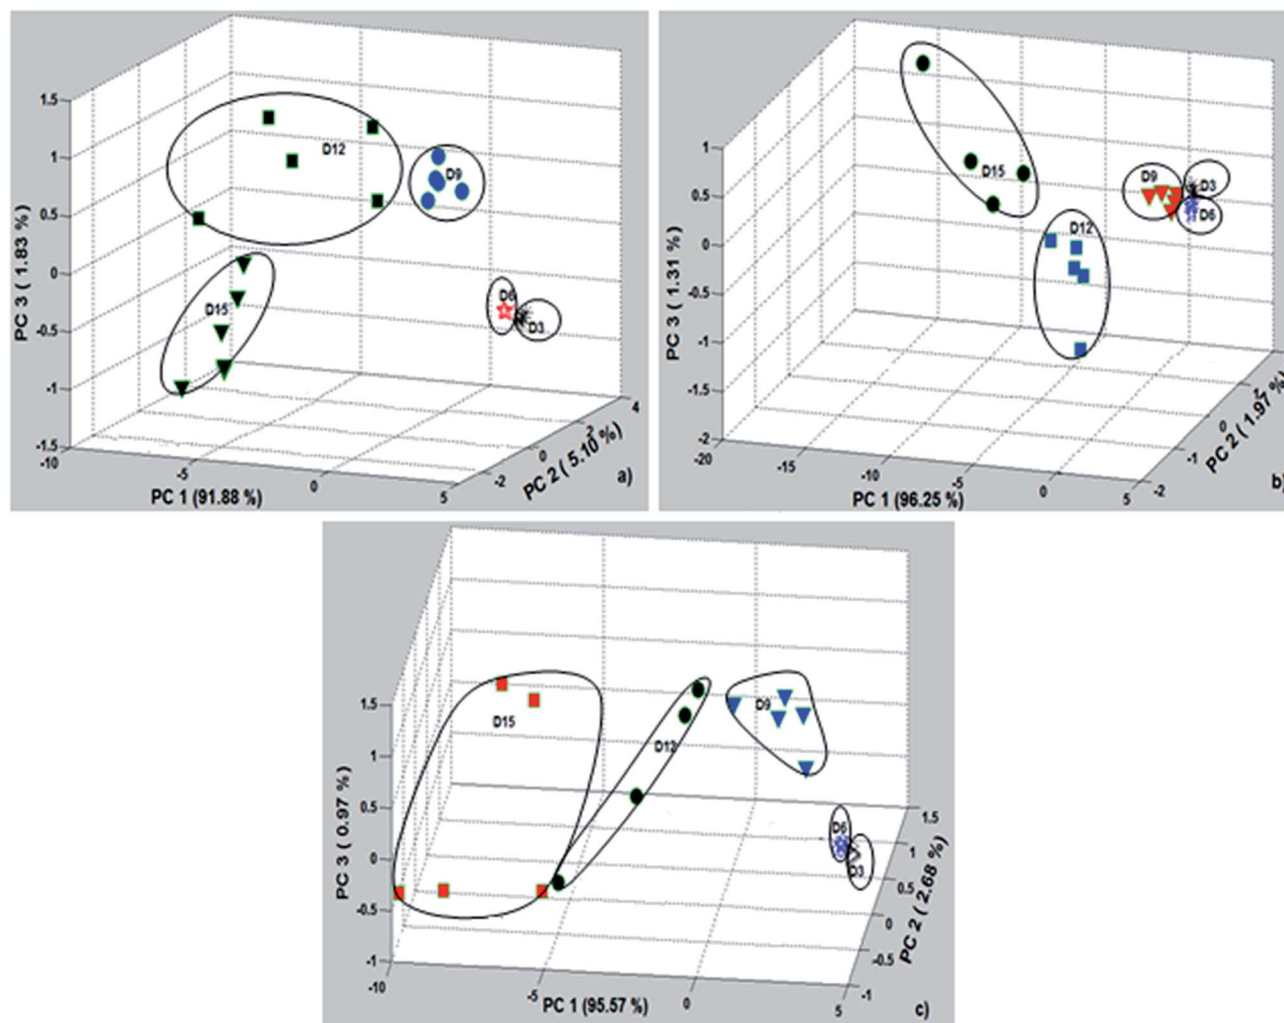 1.5
1
0.5
0
-0.5
-1
-1.5
PC 3 ( 1.83 %)
-10
-5
0
5
PC 1 (91.88 %)
-2
0
2
4
PC 2 ( 5.10 %)
D12
D9
D15
D6
D3
a)
1
0.5
0
-0.5
-1
-1.5
-2
PC 3 ( 1.31 %)
-20
-15
-10
-5
0
5
PC 1 (96.25 %)
-2
-1
0
PC 2 ( 1.97 %)
D15
D9
D3
D6
D12
b)
1.5
1
0.5
0
-0.5
-1
PC 3 ( 0.97 %)
-10
-5
0
5
PC 1 (95.57 %)
-1
-0.5
0
0.5
1
1.5
PC 2 ( 2.68 %)
D15
D12
D9
D6
D3
c)